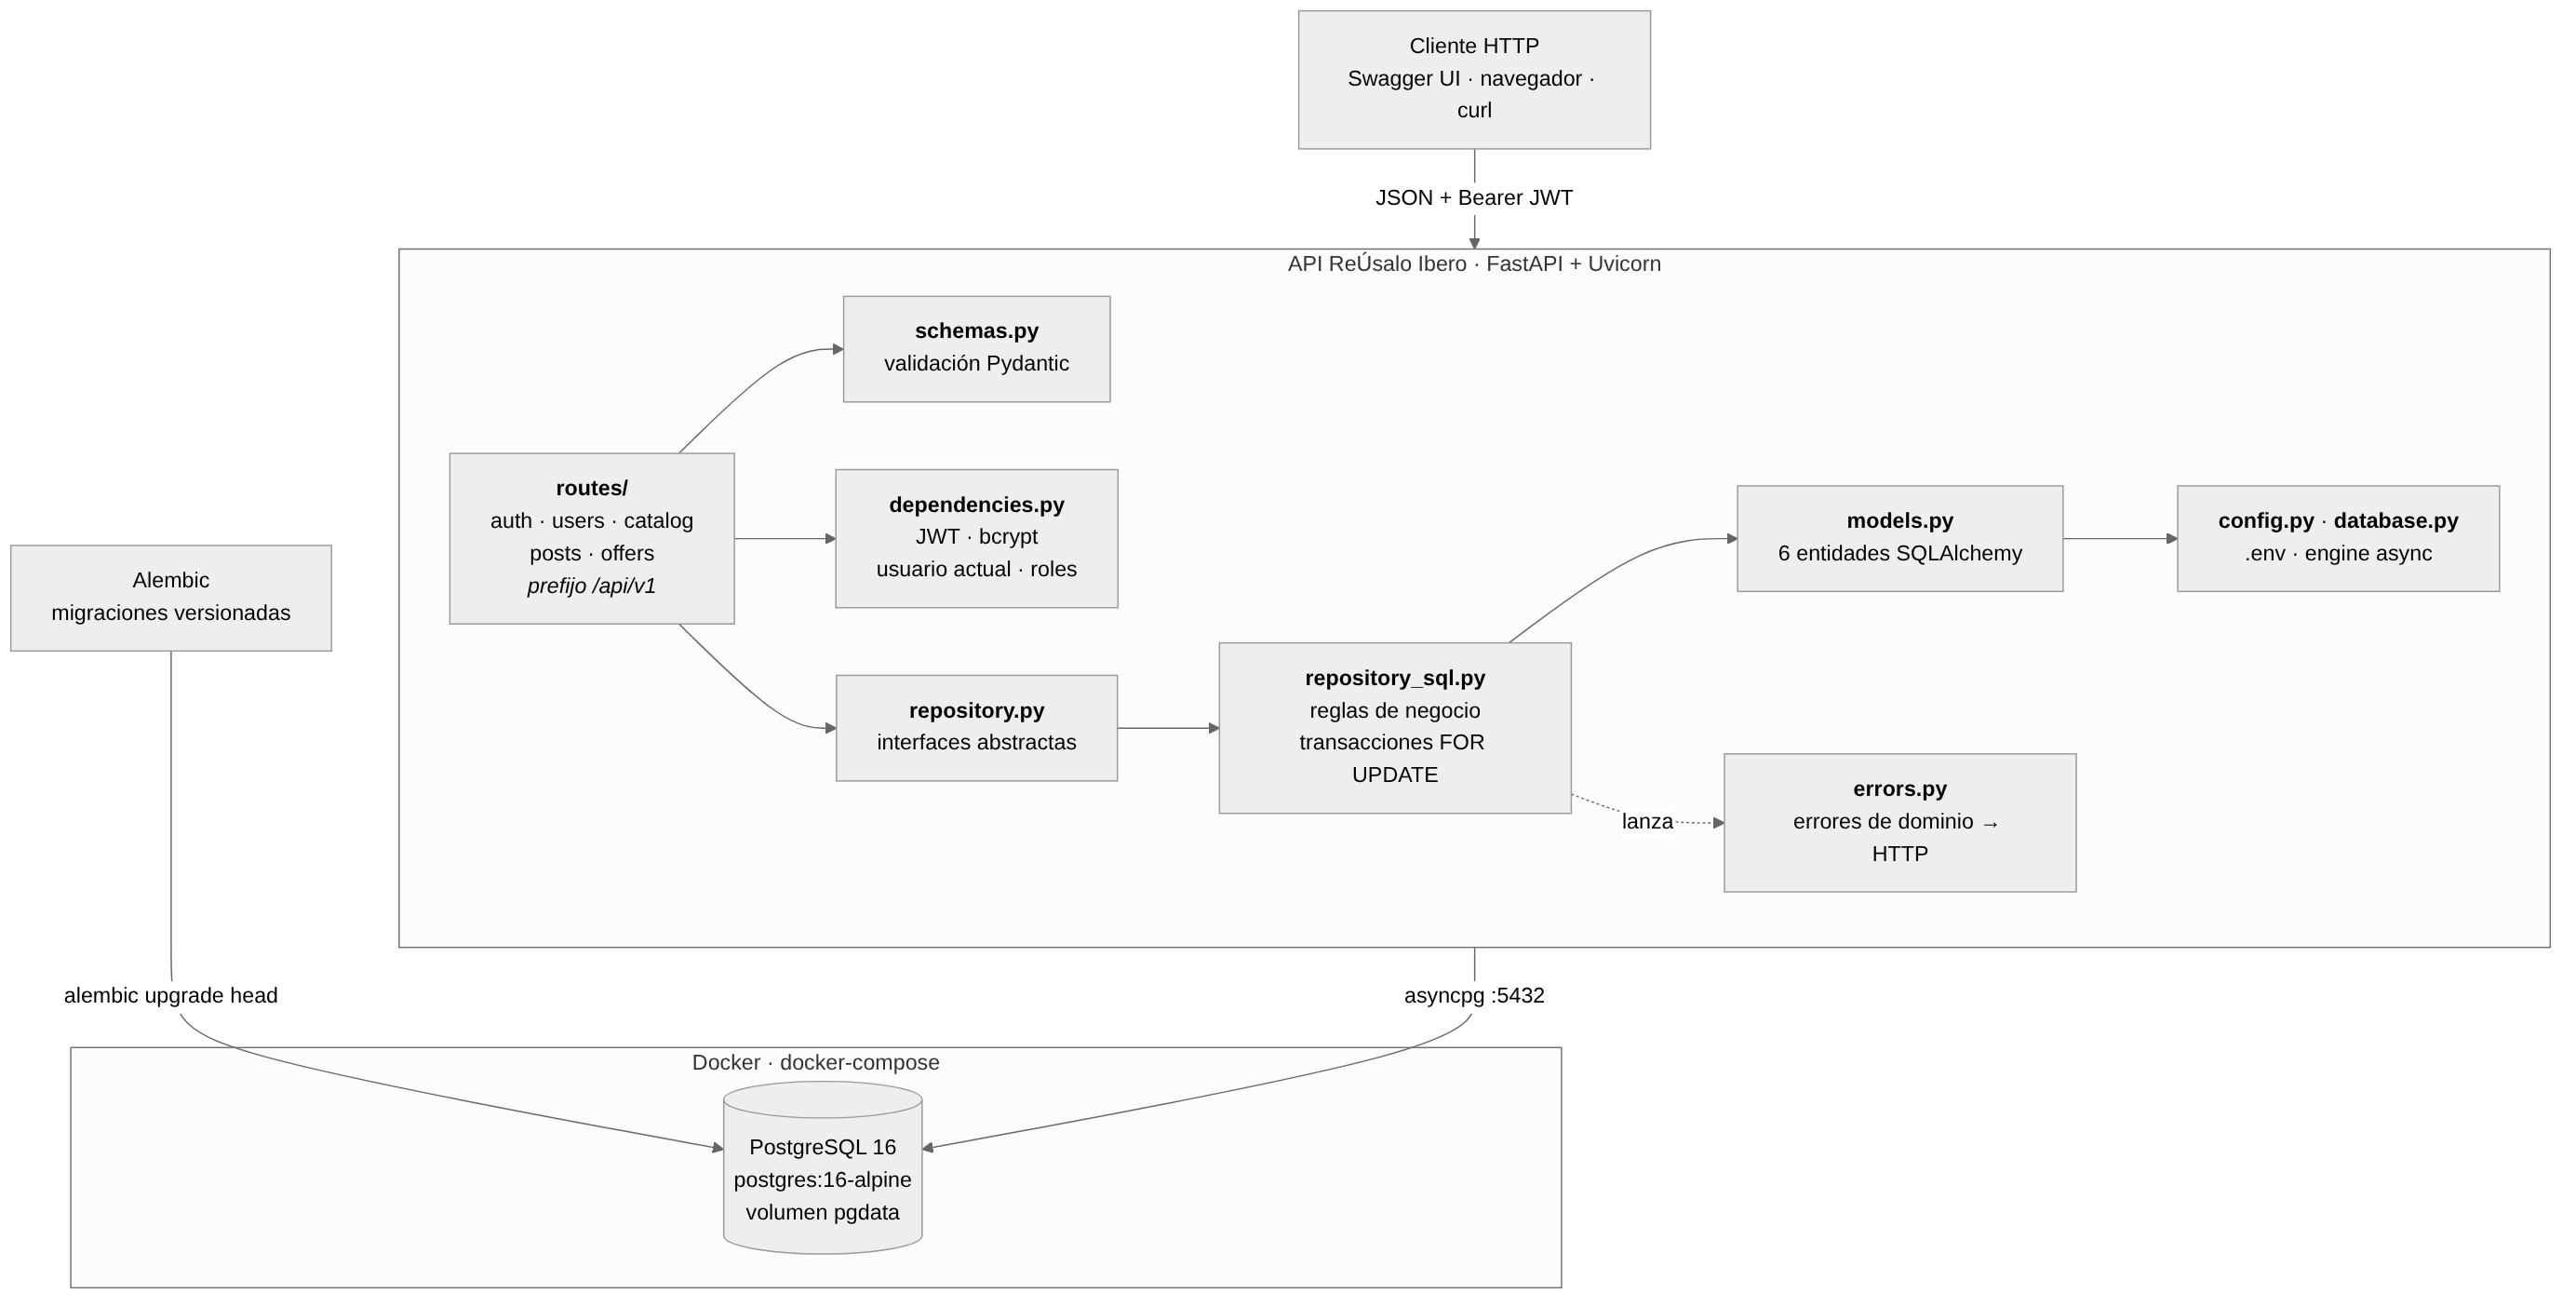 Cliente HTTP
Swagger UI · navegador ·
curl
JSON + Bearer JWT
API ReÚsalo Ibero · FastAPI + Uvicorn
schemas.py
validación Pydantic
routes/
auth · users · catalog
posts · offers
prefijo /api/v1
dependencies.py
JWT · bcrypt
usuario actual · roles
models.py
6 entidades SQLAlchemy
config.py · database.py
.env · engine async
Alembic
migraciones versionadas
repository.py
interfaces abstractas
repository_sql.py
reglas de negocio
transacciones FOR
UPDATE
lanza
errors.py
errores de dominio →
HTTP
alembic upgrade head
asyncpg :5432
Docker · docker-compose
PostgreSQL 16
postgres:16-alpine
volumen pgdata